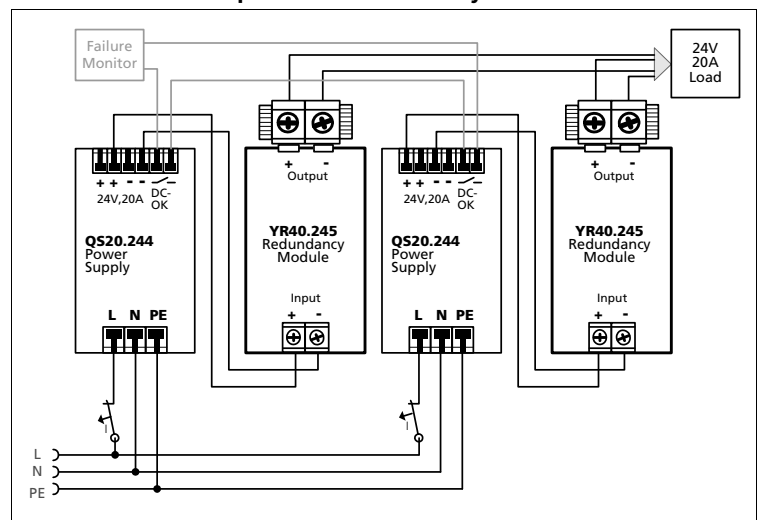 Failure
Monitor
24V
20A
Load
+ -
Output
+ -
Output
+ + - -
24V,20A
DC-
OK
+ + - -
24V,20A
DC-
OK
QS20.244
Power
Supply
YR40.245
Redundancy
Module
QS20.244
Power
Supply
YR40.245
Redundancy
Module
Input
+ -
Input
+ -
L N PE
L N PE
I
I
L
N
PE